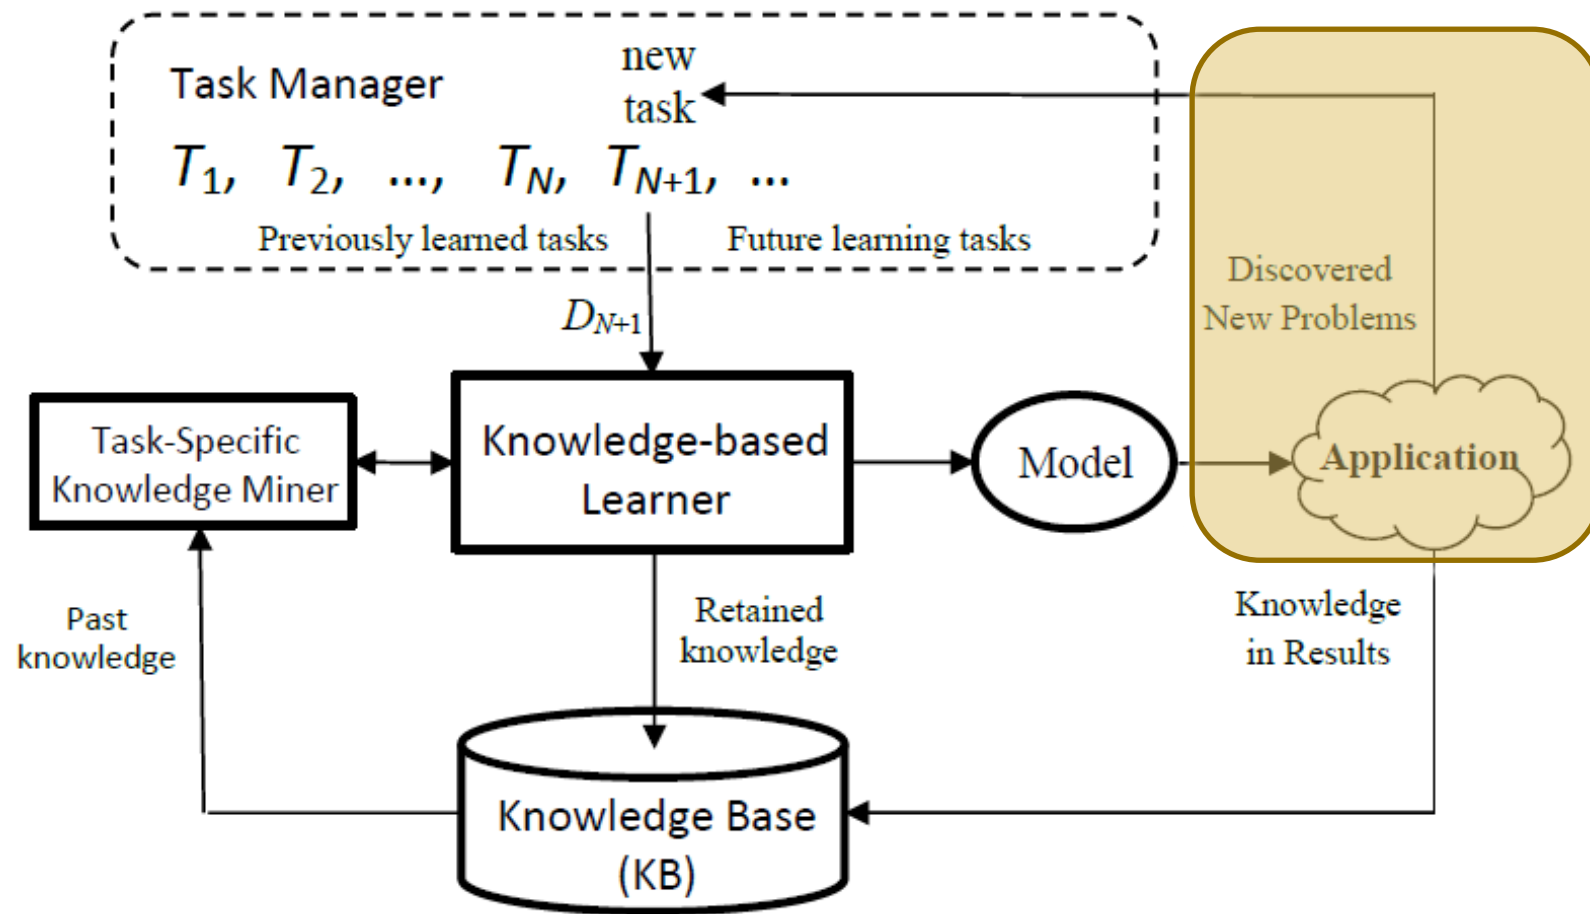 new
Task Manager
task
T1, T2, ..., TN, TN+1, ...
Previously learned tasks
Future learning tasks
Discovered
New Problems
DN+1
Task-Specific
Knowledge Miner
Knowledge-based
Learner
Model
Application
Past
knowledge
Retained
knowledge
Knowledge
in Results
Knowledge Base
(KB)